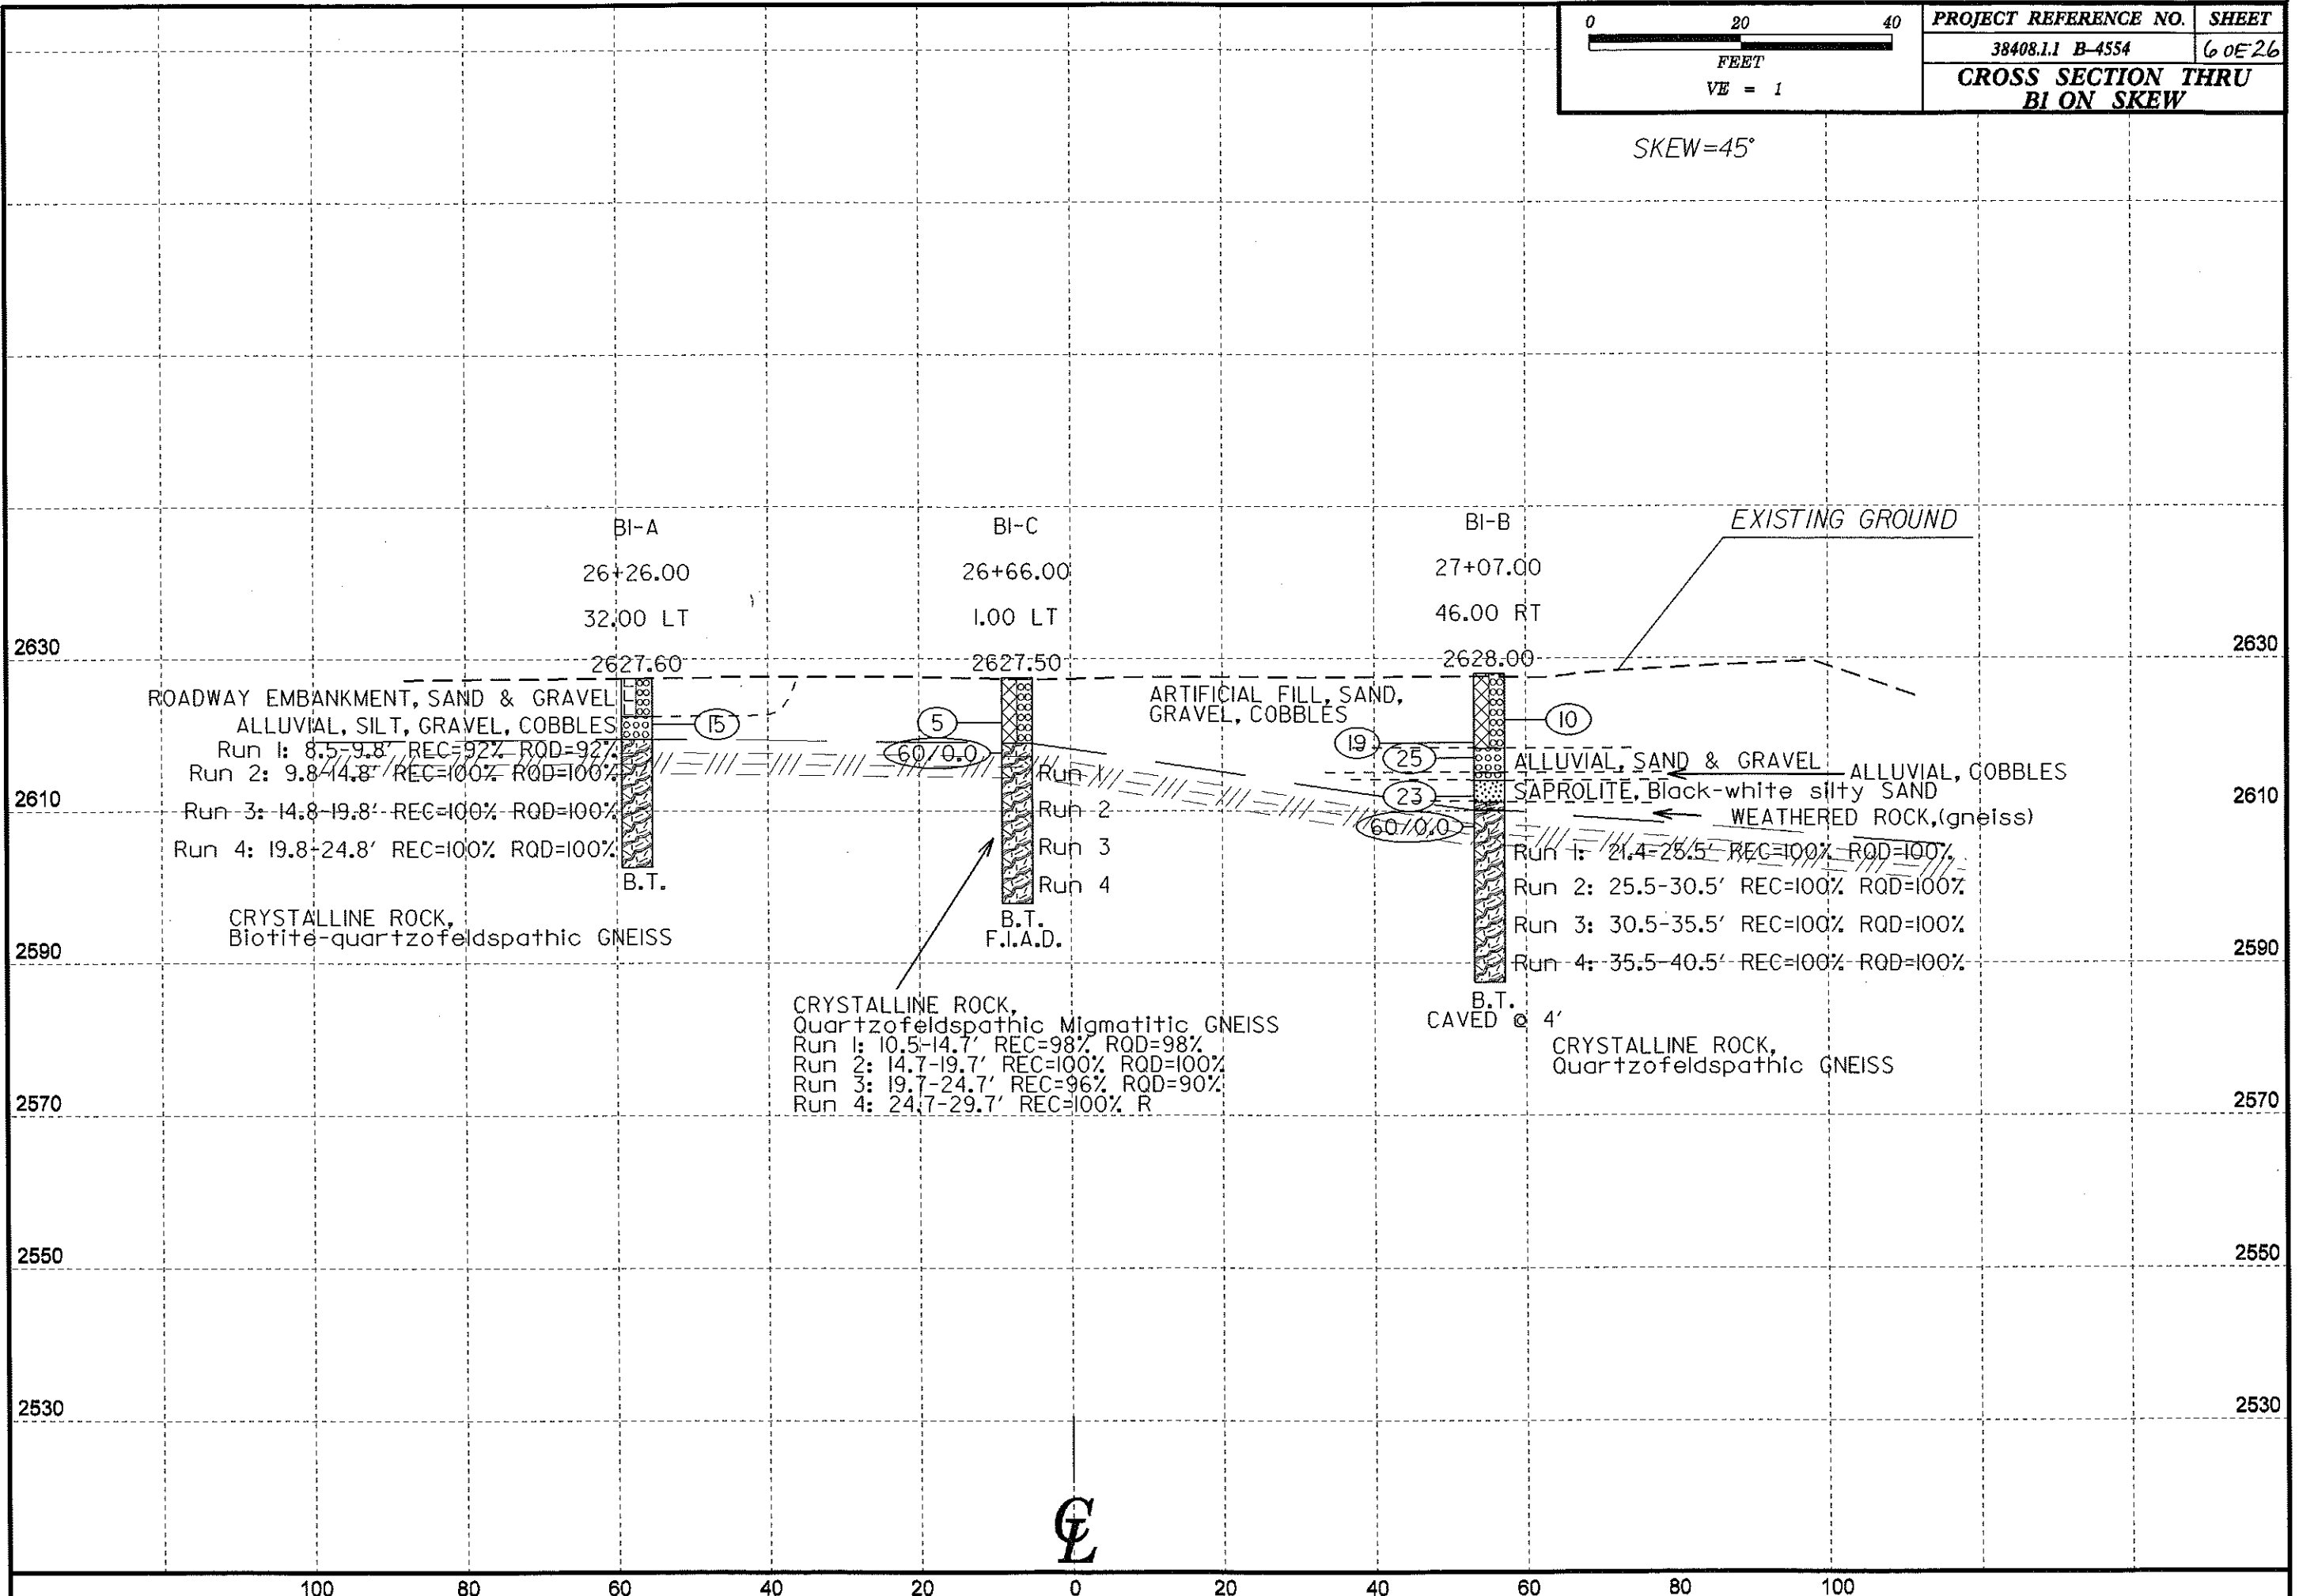 0 20 40
FEET
VE = 1
PROJECT REFERENCE NO. SHEET
38408.1.1 B-4554 6 OF 26
CROSS SECTION THRU
B1 ON SKEW
SKEW=45°
EXISTING GROUND
B1-A
26+26.00
32.00 LT
2627.60
B1-C
26+66.00
1.00 LT
2627.50
B1-B
27+07.00
46.00 RT
2628.00
2630 2630
ROADWAY EMBANKMENT, SAND & GRAVEL
ALLUVIAL, SILT, GRAVEL, COBBLES
15
Run 1: 8.5-9.8' REC=92% RQD=92%
Run 2: 9.8-14.8' REC=100% RQD=100%
Run 3: 14.8-19.8' REC=100% RQD=100%
Run 4: 19.8-24.8' REC=100% RQD=100%
B.T.
CRYSTALLINE ROCK,
Biotite-quartzofeldspathic GNEISS
5
60/0.0
Run 1
Run 2
Run 3
Run 4
B.T.
F.I.A.D.
ARTIFICIAL FILL, SAND,
GRAVEL, COBBLES
10
19
25
23
60/0.0
ALLUVIAL, SAND & GRAVEL
ALLUVIAL, COBBLES
SAPROLITE, Black-white silty SAND
WEATHERED ROCK, (gneiss)
2610 2610
Run 1: 21.4-25.5' REC=100% RQD=100%
Run 2: 25.5-30.5' REC=100% RQD=100%
Run 3: 30.5-35.5' REC=100% RQD=100%
Run 4: 35.5-40.5' REC=100% RQD=100%
B.T.
CAVED @ 4'
CRYSTALLINE ROCK,
Quartzofeldspathic GNEISS
2590 2590
CRYSTALLINE ROCK,
Quartzofeldspathic Migmatitic GNEISS
Run 1: 10.5-14.7' REC=98% RQD=98%
Run 2: 14.7-19.7' REC=100% RQD=100%
Run 3: 19.7-24.7' REC=96% RQD=90%
Run 4: 24.7-29.7' REC=100% R
2570 2570
2550 2550
2530 2530
CL
100 80 60 40 20 0 20 40 60 80 100